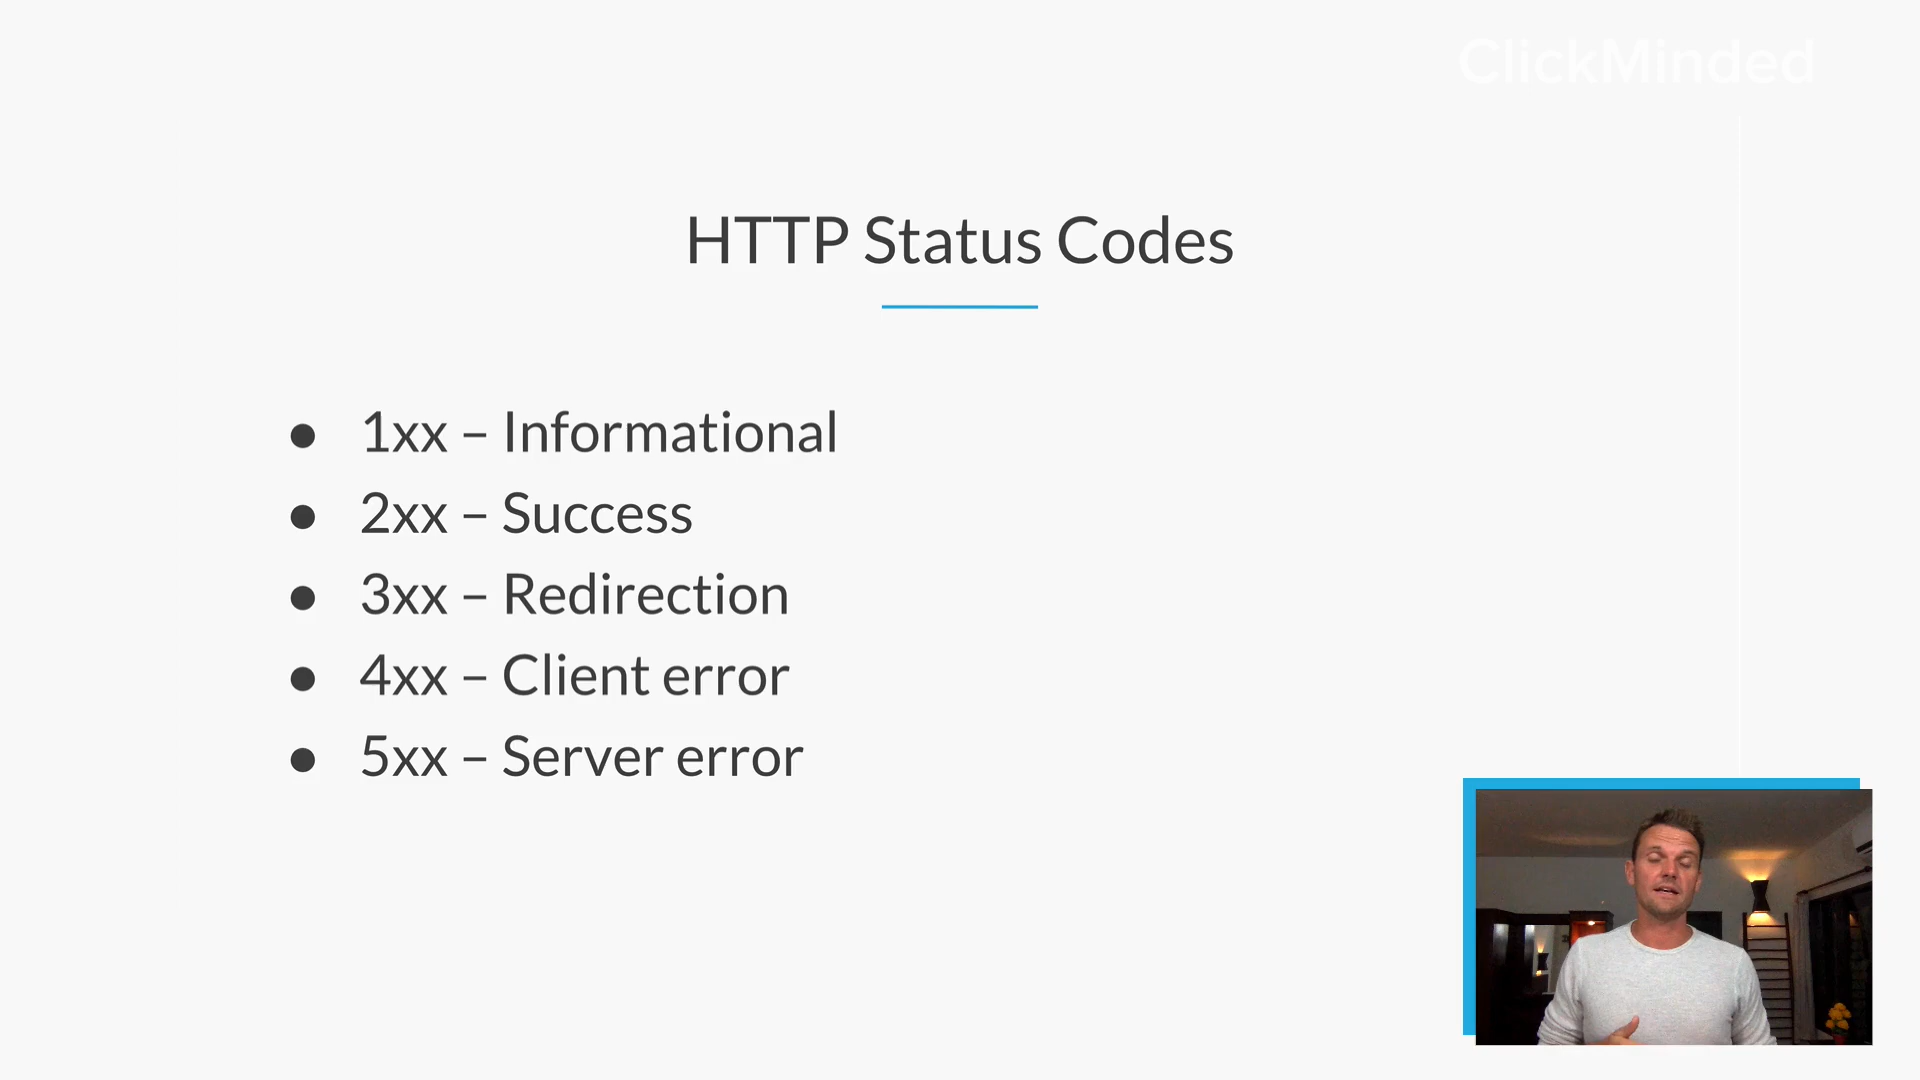 ClickMinded
HTTP Status Codes
● 1xx – Informational
● 2xx – Success
● 3xx – Redirection
● 4xx – Client error
● 5xx – Server error